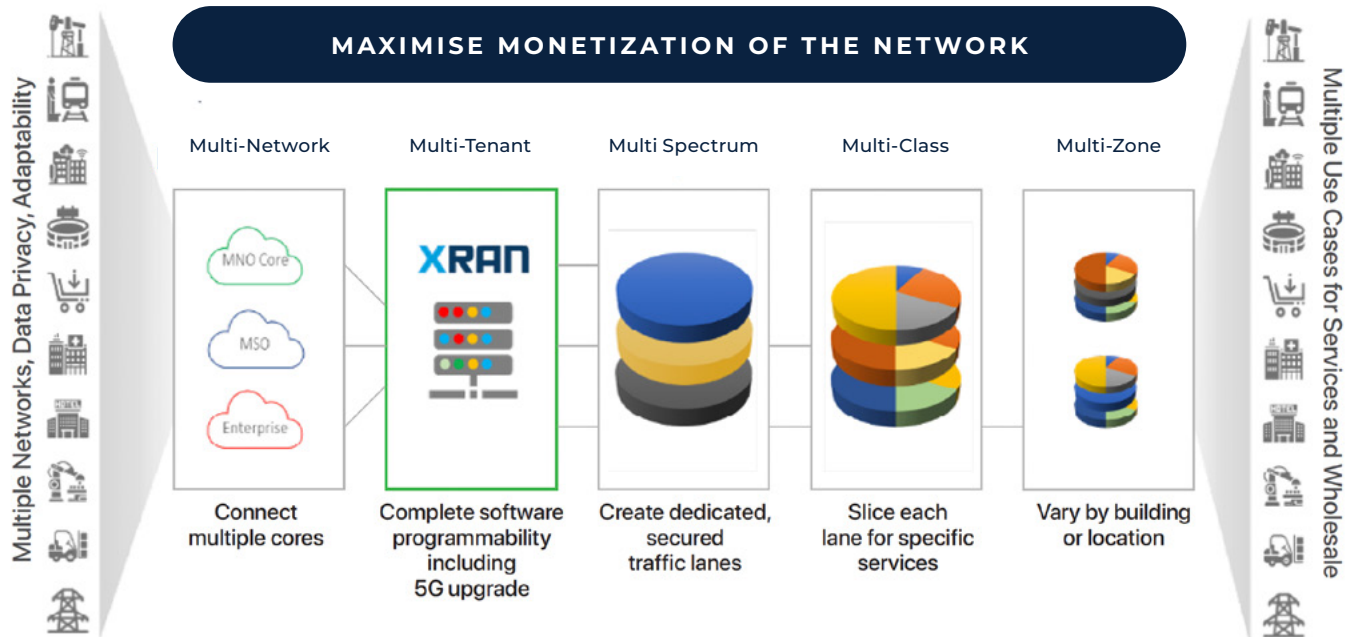 MAXIMISE MONETIZATION OF THE NETWORK
Multiple Networks, Data Privacy, Adaptability
Multi-Network
Multi-Tenant
Multi Spectrum
Multi-Class
Multi-Zone
MNO Core
MSO
Enterprise
XRAN
Connect
multiple cores
Complete software
programmability
including
5G upgrade
Create dedicated,
secured
traffic lanes
Slice each
lane for specific
services
Vary by building
or location
HOTEL
HOTEL
Multiple Use Cases for Services and Wholesale